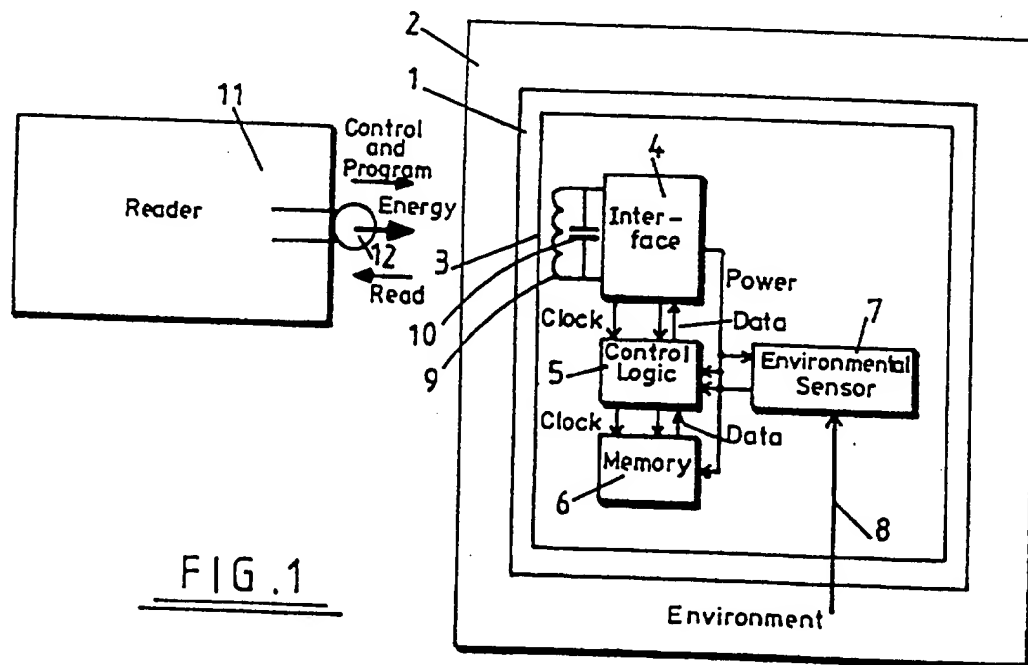 2
1
11
Control
and
Program
Energy
Reader
12
Read
3
10
9
4
Inter-
face
Power
Clock
Data
7
5
Control
Logic
Environmental
Sensor
Clock
Data
Memory
6
8
Environment
FIG.1